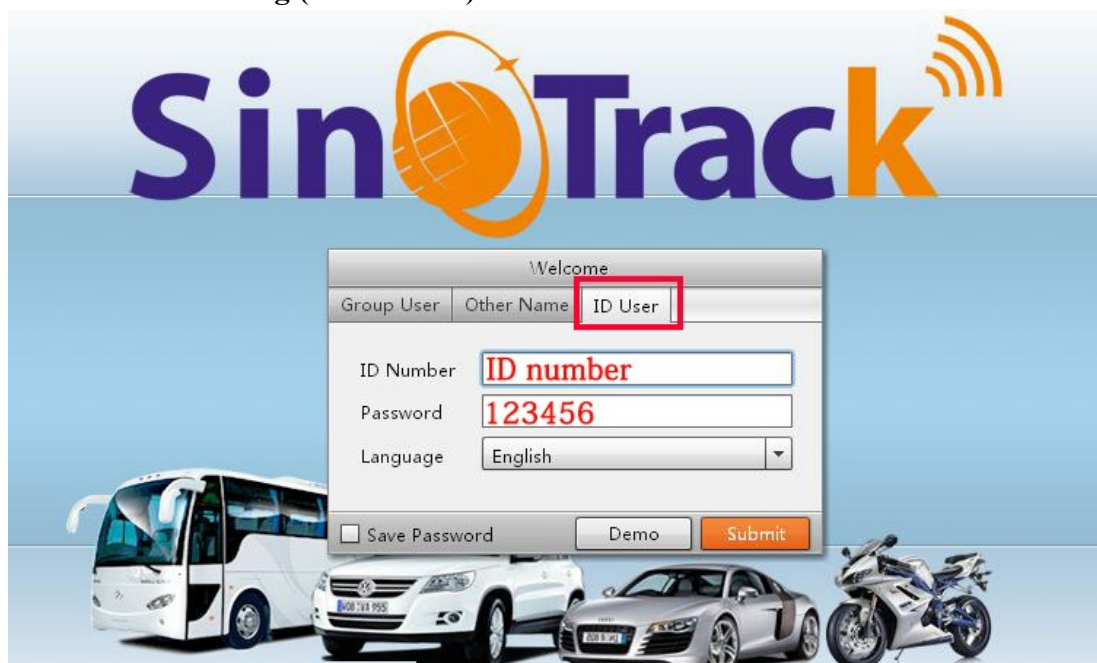 SinoTrack
Welcome
Group User Other Name ID User
ID Number ID number
Password 123456
Language English
Save Password Demo Submit